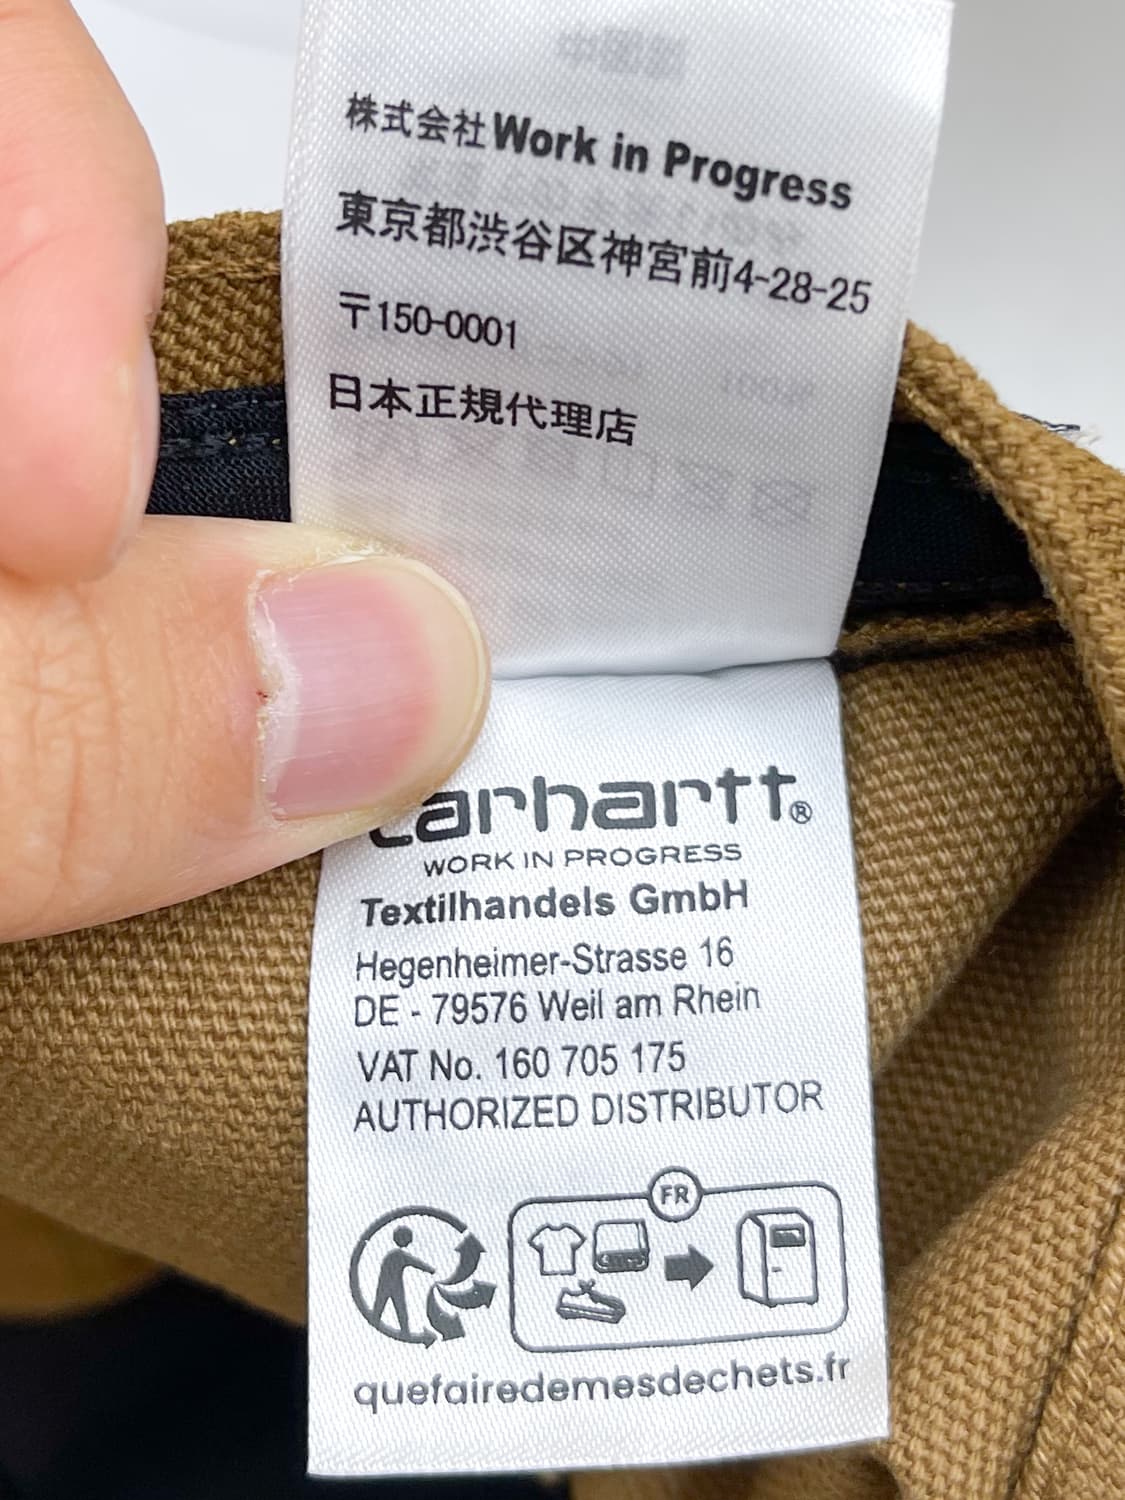 株式会社Work in Progress
東京都渋谷区神宮前4-28-25
〒150-0001
日本正規代理店
carhartt®
WORK IN PROGRESS
Textilhandels GmbH
Hegenheimer-Strasse 16
DE - 79576 Weil am Rhein
VAT No. 160 705 175
AUTHORIZED DISTRIBUTOR
FR
quefairedemesdechets.fr